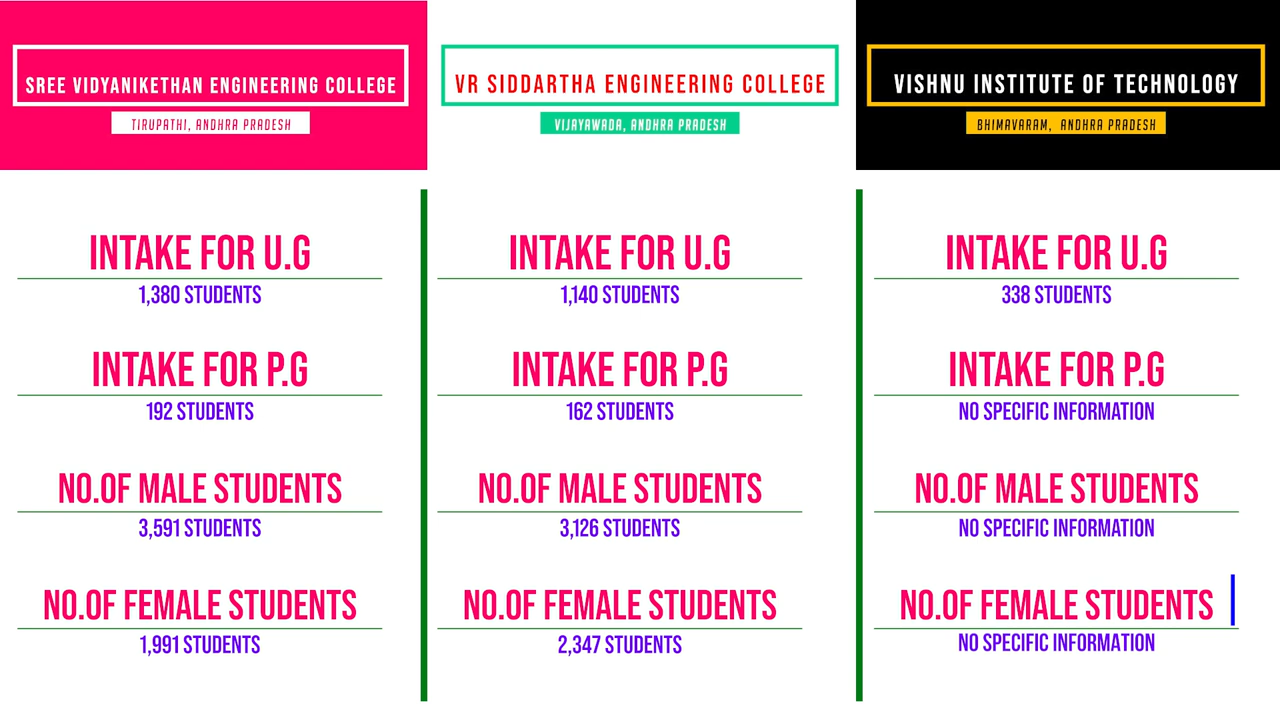 SREE VIDYANIKETHAN ENGINEERING COLLEGE
TIRUPATHI, ANDHRA PRADESH
INTAKE FOR U.G
1,380 STUDENTS
INTAKE FOR P.G
192 STUDENTS
NO.OF MALE STUDENTS
3,591 STUDENTS
NO.OF FEMALE STUDENTS
1,991 STUDENTS
VR SIDDARTHA ENGINEERING COLLEGE
VIJAYAWADA, ANDHRA PRADESH
INTAKE FOR U.G
1,140 STUDENTS
INTAKE FOR P.G
162 STUDENTS
NO.OF MALE STUDENTS
3,126 STUDENTS
NO.OF FEMALE STUDENTS
2,347 STUDENTS
VISHNU INSTITUTE OF TECHNOLOGY
BHIMAVARAM, ANDHRA PRADESH
INTAKE FOR U.G
338 STUDENTS
INTAKE FOR P.G
NO SPECIFIC INFORMATION
NO.OF MALE STUDENTS
NO SPECIFIC INFORMATION
NO.OF FEMALE STUDENTS
NO SPECIFIC INFORMATION